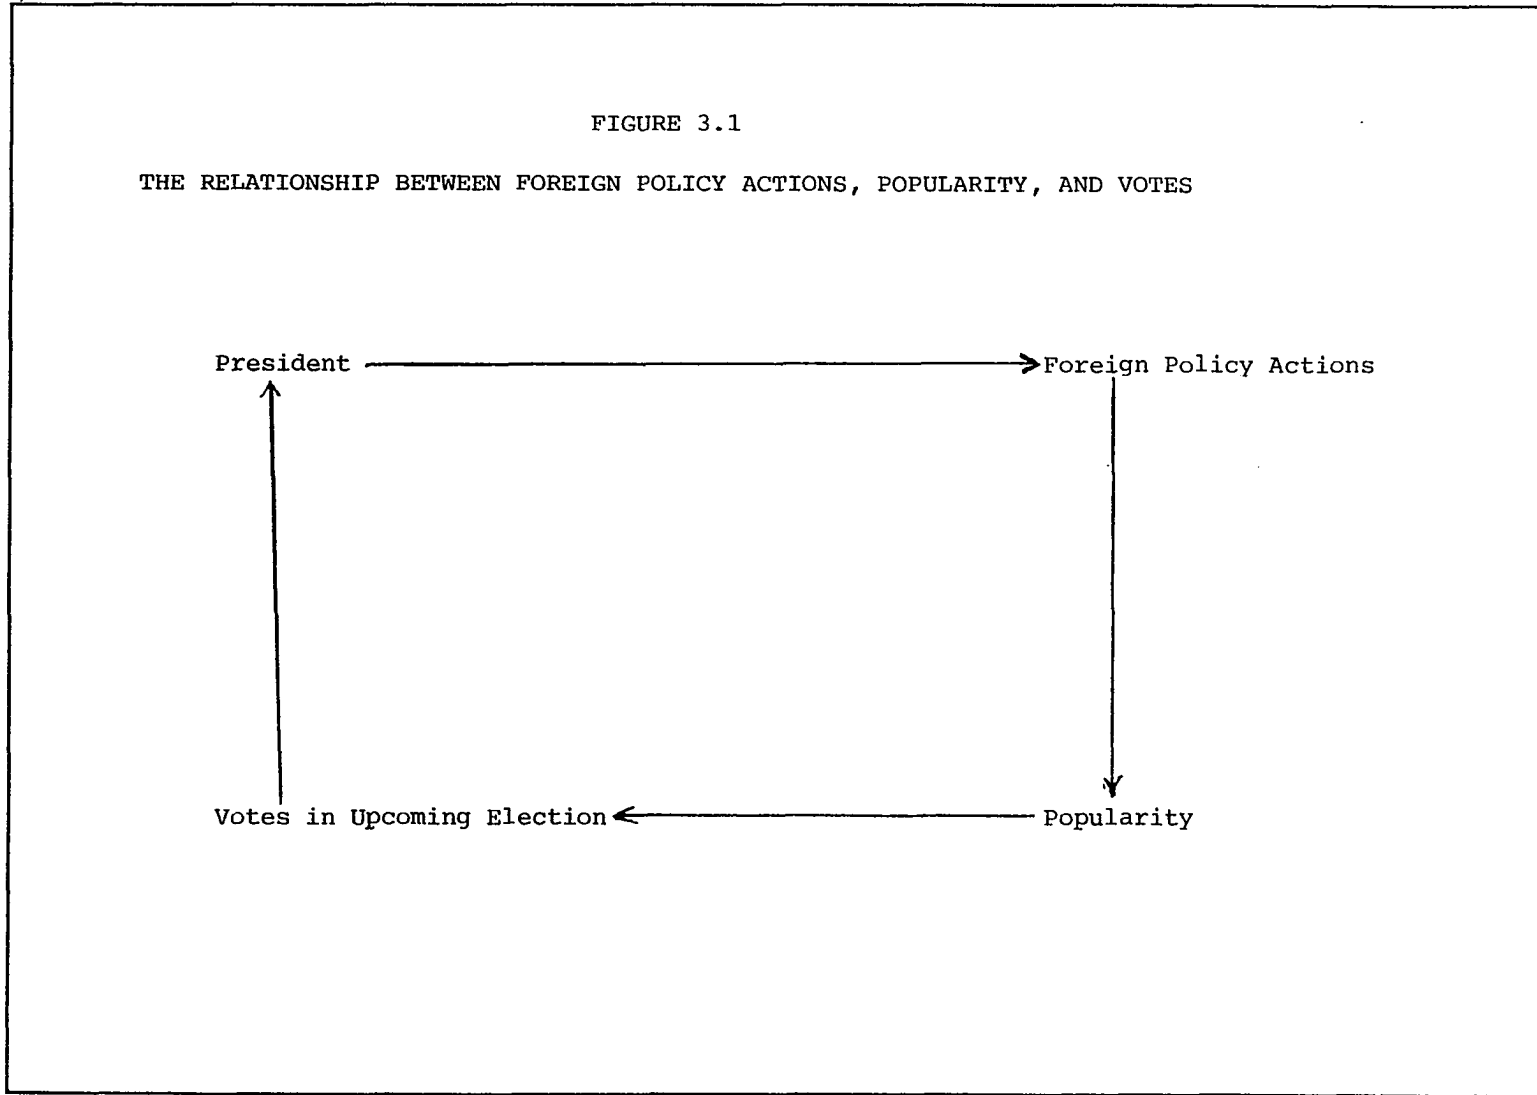 FIGURE 3.1
THE RELATIONSHIP BETWEEN FOREIGN POLICY ACTIONS, POPULARITY, AND VOTES
President
Foreign Policy Actions
Votes in Upcoming Election
Popularity